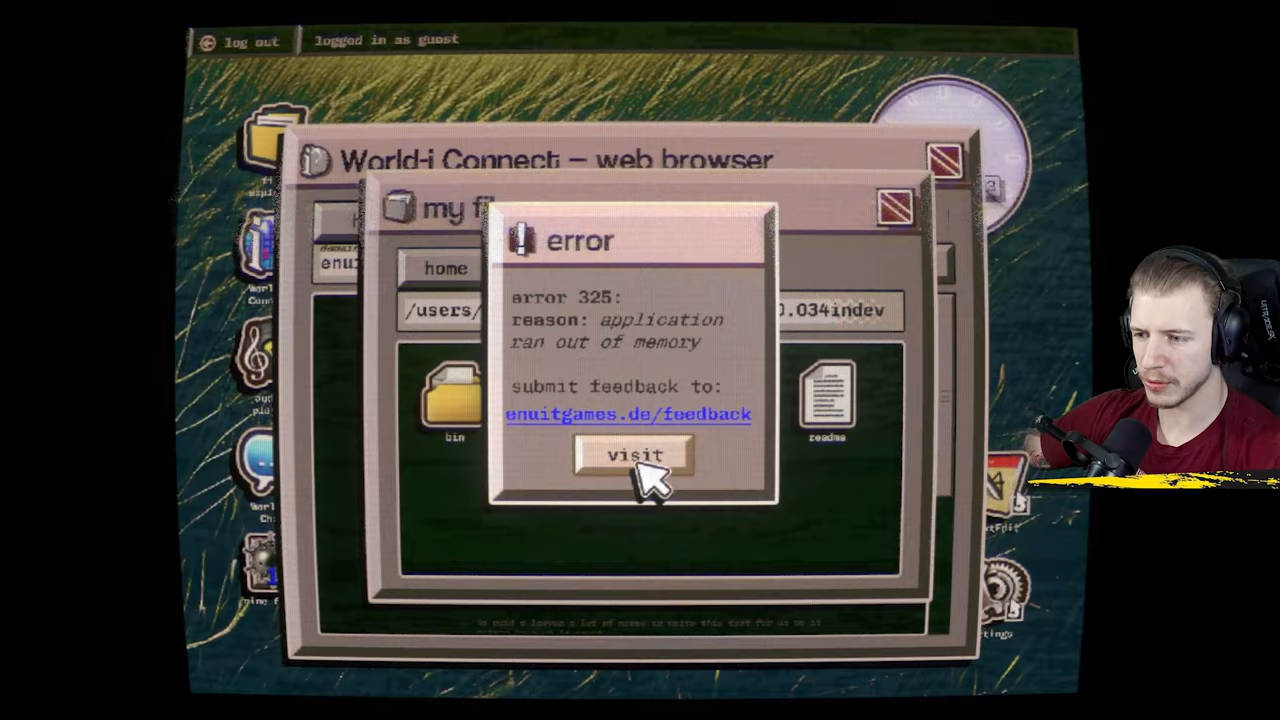 log out
logged in as guest
World-i Connect – web browser
my fi
error
home
error 325:
reason: application
ran out of memory
/users/
0.034indev
submit feedback to:
enuitgames.de/feedback
visit
bin
readme